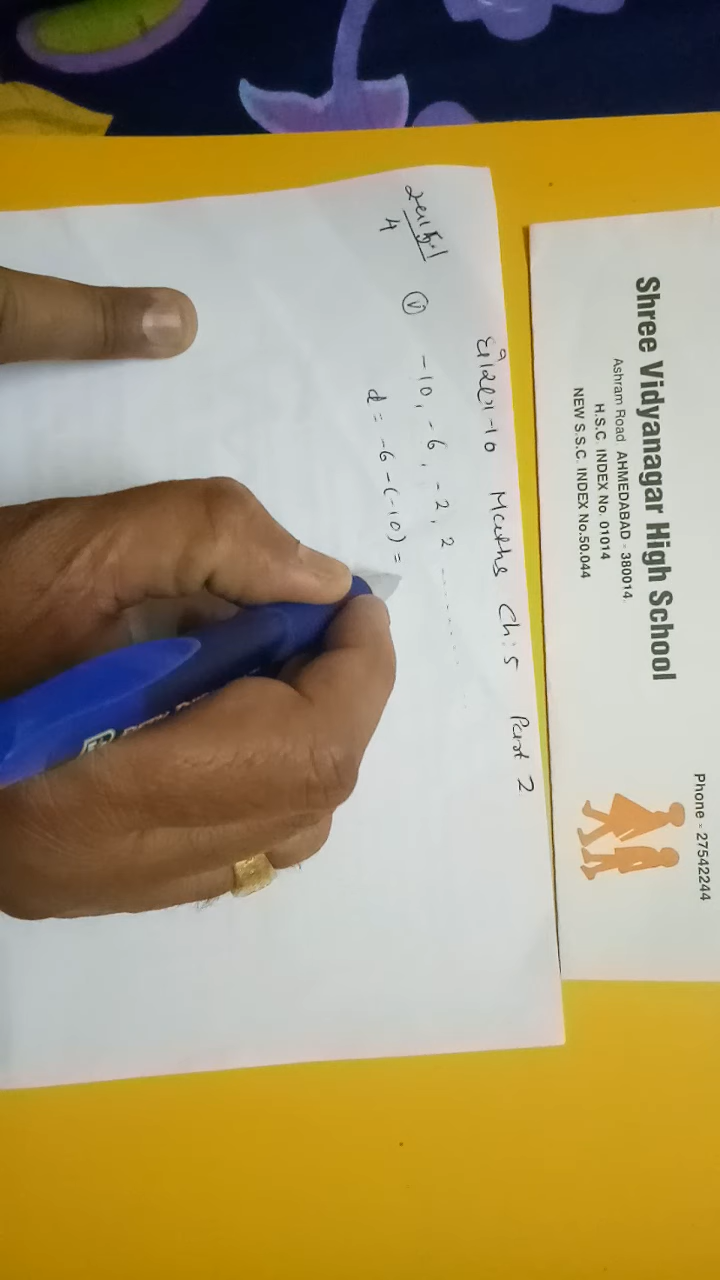 Shree Vidyanagar High School
Ashram Road. AHMEDABAD - 380014.
H.S.C. INDEX No. 01014
NEW S.S.C. INDEX No.50.044
Phone - 27542244
ધોરણ-10 Maths Ch:5 Part 2
સ્વા 5.1
4 (v) -10, -6, -2, 2 ..........
d = -6-(-10) =